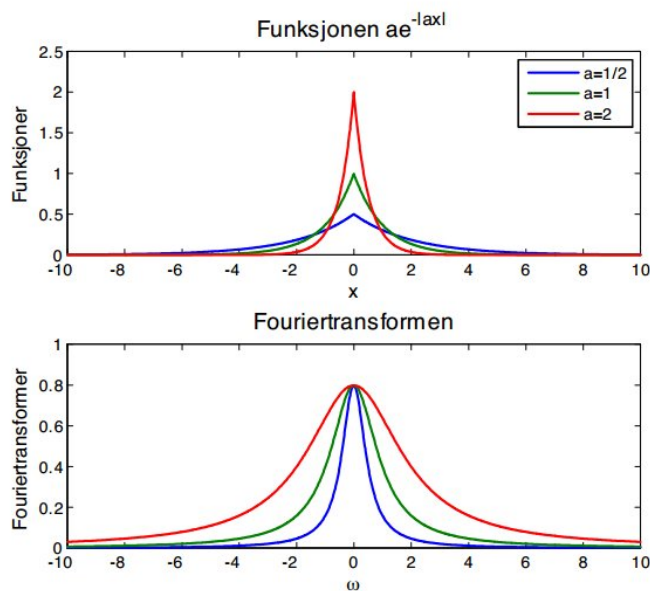 Funksjonen ae^-|ax|
2.5
2
1.5
1
0.5
0
Funksjoner
a=1/2
a=1
a=2
-10 -8 -6 -4 -2 0 2 4 6 8 10
x
Fouriertransformen
1
0.8
0.6
0.4
0.2
0
Fouriertransformer
-10 -8 -6 -4 -2 0 2 4 6 8 10
ω